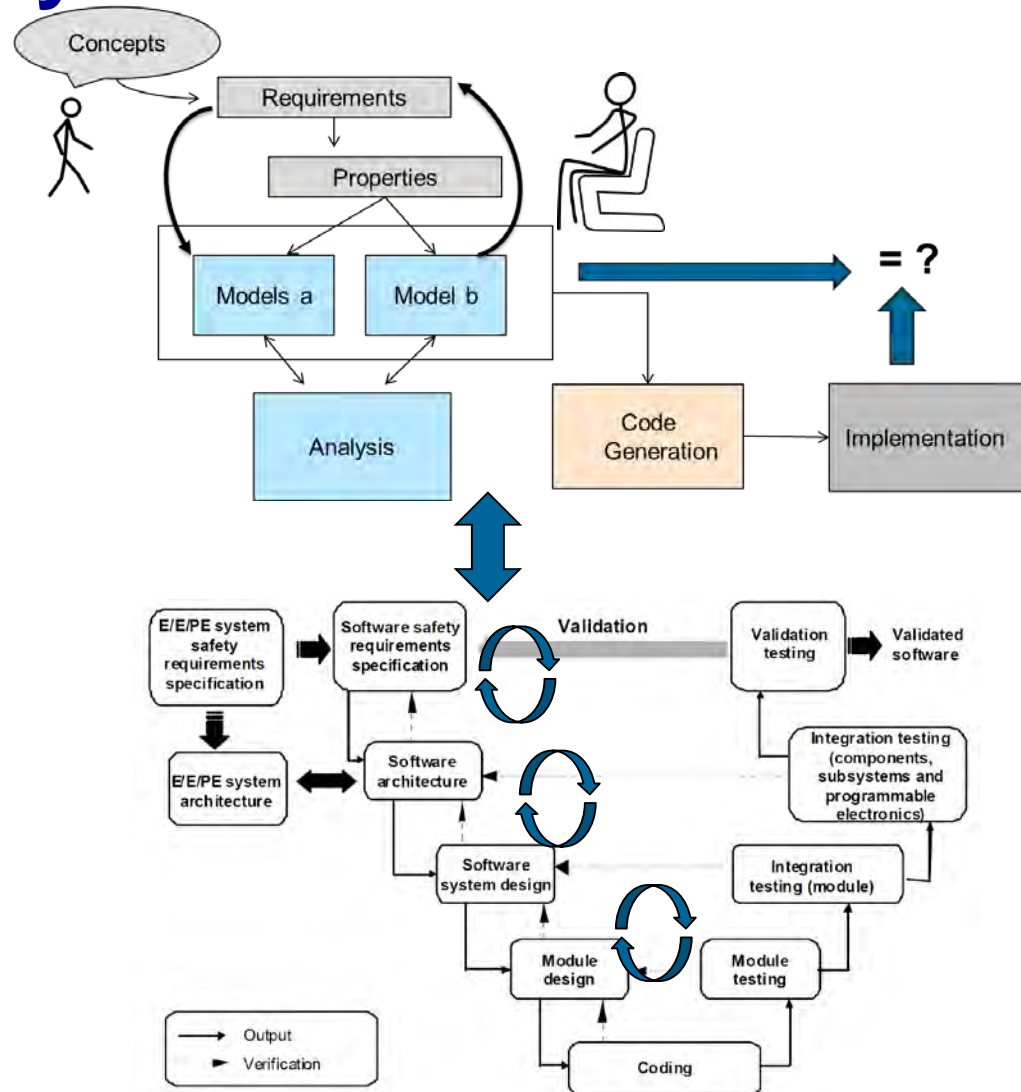 Concepts
Requirements
Properties
Models a
Model b
= ?
Analysis
Code
Generation
Implementation
E/E/PE system
safety
requirements
specification
Software safety
requirements
specification
Validation
Validation
testing
Validated
software
E/E/PE system
architecture
Software
architecture
Integration testing
(components,
subsystems and
programmable
electronics)
Software
system design
Integration
testing (module)
Module
design
Module
testing
Output
Verification
Coding